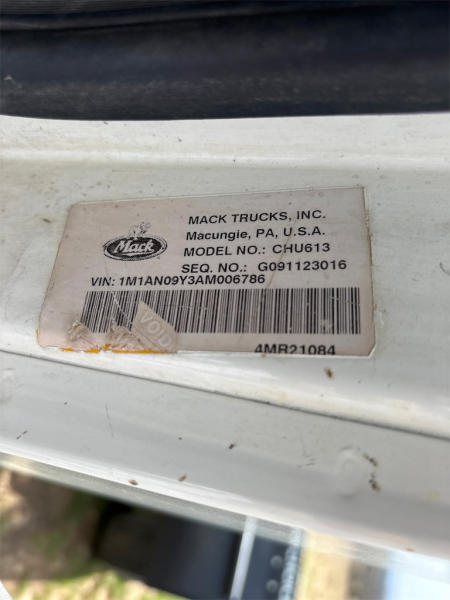 Mack
MACK TRUCKS, INC.
Macungie, PA, U.S.A.
MODEL NO.: CHU613
SEQ. NO.: G091123016
VIN: 1M1AN09Y3AM006786
VOID
4MR21084